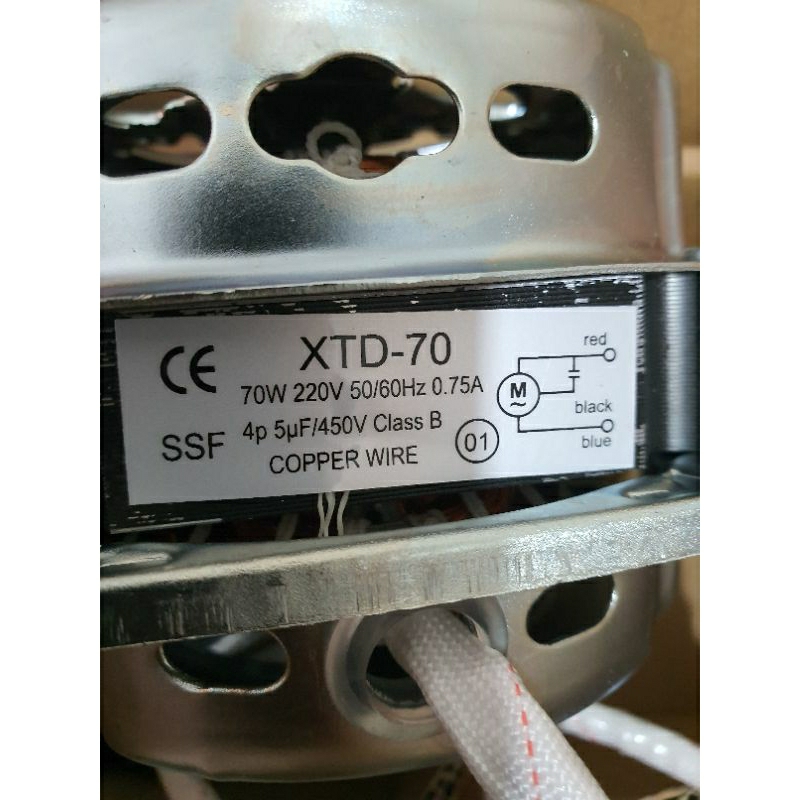 CE
XTD-70
70W 220V 50/60Hz 0.75A
SSF
4p 5µF/450V Class B
COPPER WIRE
01
M
~
red
black
blue